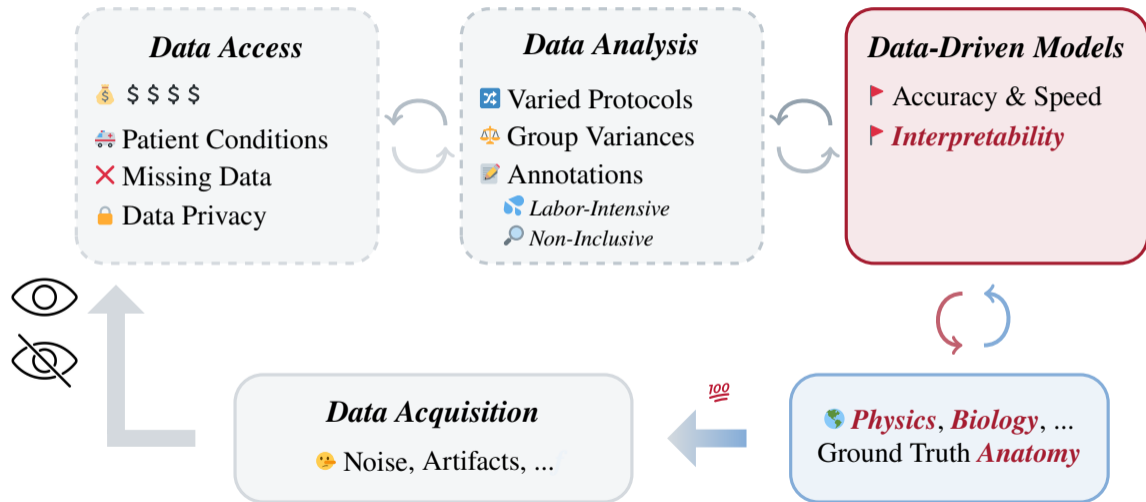 Data Access
💰 $ $ $ $
🚑 Patient Conditions
❌ Missing Data
🔒 Data Privacy
Data Analysis
🔀 Varied Protocols
⚖️ Group Variances
📝 Annotations
💦 Labor-Intensive
🔎 Non-Inclusive
Data-Driven Models
🚩 Accuracy & Speed
🚩 Interpretability
Data Acquisition
🤥 Noise, Artifacts, ...
💯
🌎 Physics, Biology, ...
Ground Truth Anatomy